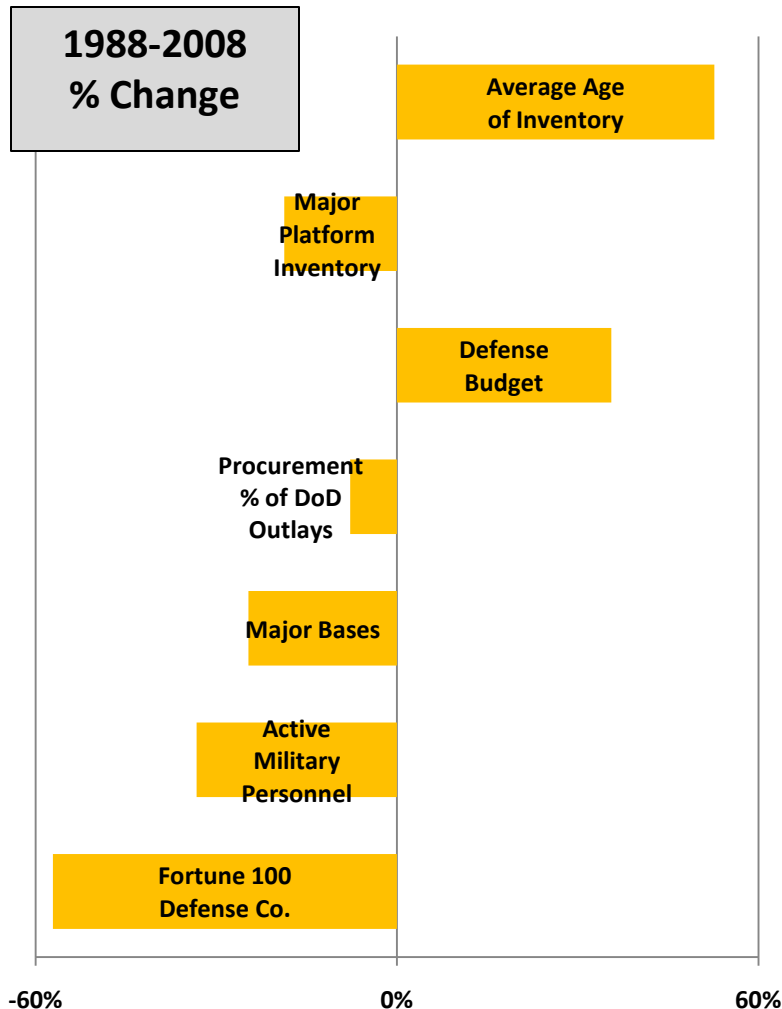 1988-2008
% Change
Average Age
of Inventory
Major
Platform
Inventory
Defense
Budget
Procurement
% of DoD
Outlays
Major Bases
Active
Military
Personnel
Fortune 100
Defense Co.
-60%
0%
60%